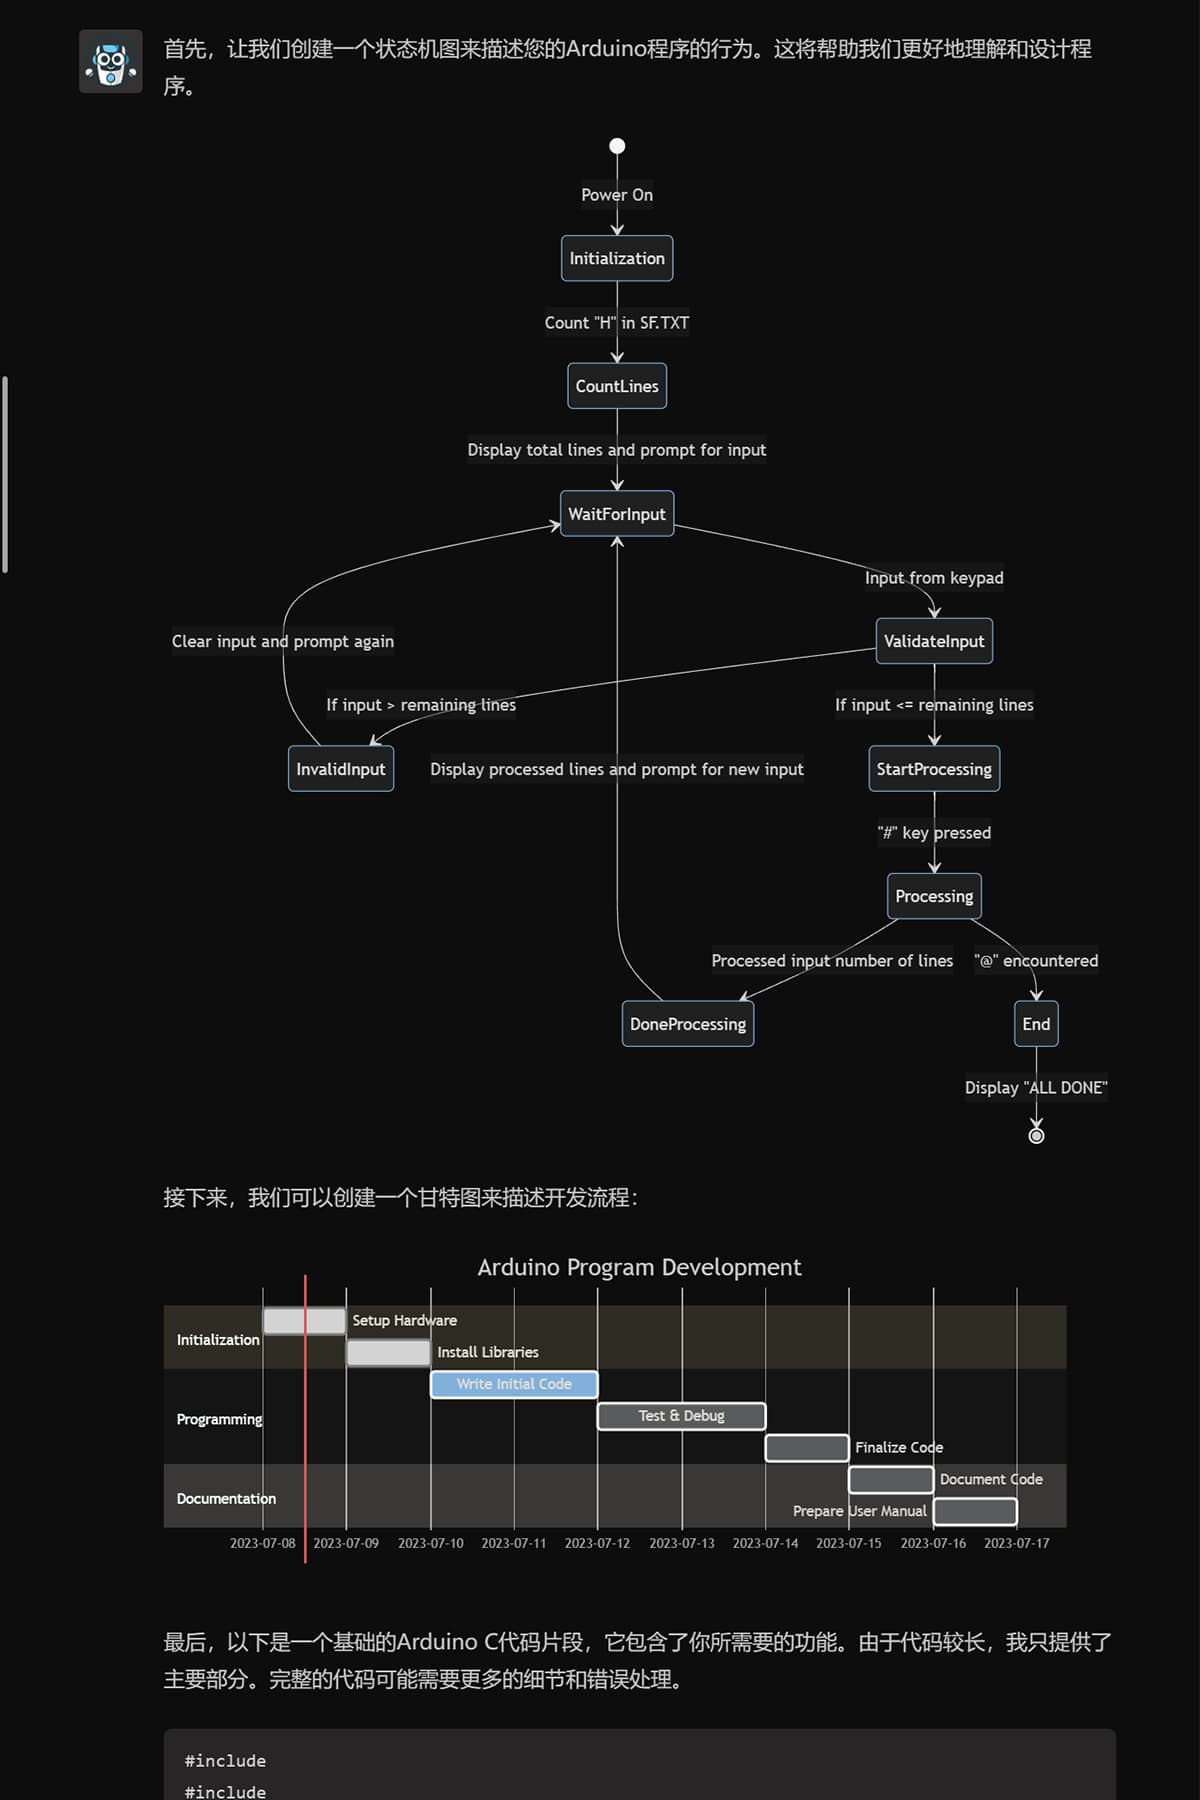 首先，让我们创建一个状态机图来描述您的Arduino程序的行为。这将帮助我们更好地理解和设计程
序。
Power On
Initialization
Count "H" in SF.TXT
CountLines
Display total lines and prompt for input
WaitForInput
Input from keypad
Clear input and prompt again
ValidateInput
If input > remaining lines
If input <= remaining lines
InvalidInput
Display processed lines and prompt for new input
StartProcessing
"#" key pressed
Processing
Processed input number of lines
"@" encountered
DoneProcessing
End
Display "ALL DONE"
接下来，我们可以创建一个甘特图来描述开发流程：
Arduino Program Development
Setup Hardware
Initialization
Install Libraries
Write Initial Code
Test & Debug
Programming
Finalize Code
Document Code
Documentation
Prepare User Manual
2023-07-08 2023-07-09 2023-07-10 2023-07-11 2023-07-12 2023-07-13 2023-07-14 2023-07-15 2023-07-16 2023-07-17
最后，以下是一个基础的Arduino C代码片段，它包含了你所需要的功能。由于代码较长，我只提供了
主要部分。完整的代码可能需要更多的细节和错误处理。
#include
#include